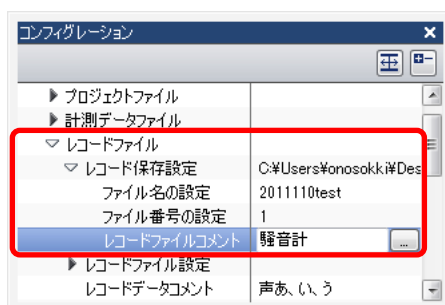 コンフィグレーション
プロジェクトファイル
計測データファイル
レコードファイル
レコード保存設定 C:¥Users¥onosokki¥Des
ファイル名の設定 2011110test
ファイル番号の設定 1
レコードファイルコメント 騒音計 ...
レコードファイル設定
レコードデータコメント 声あ、い、う